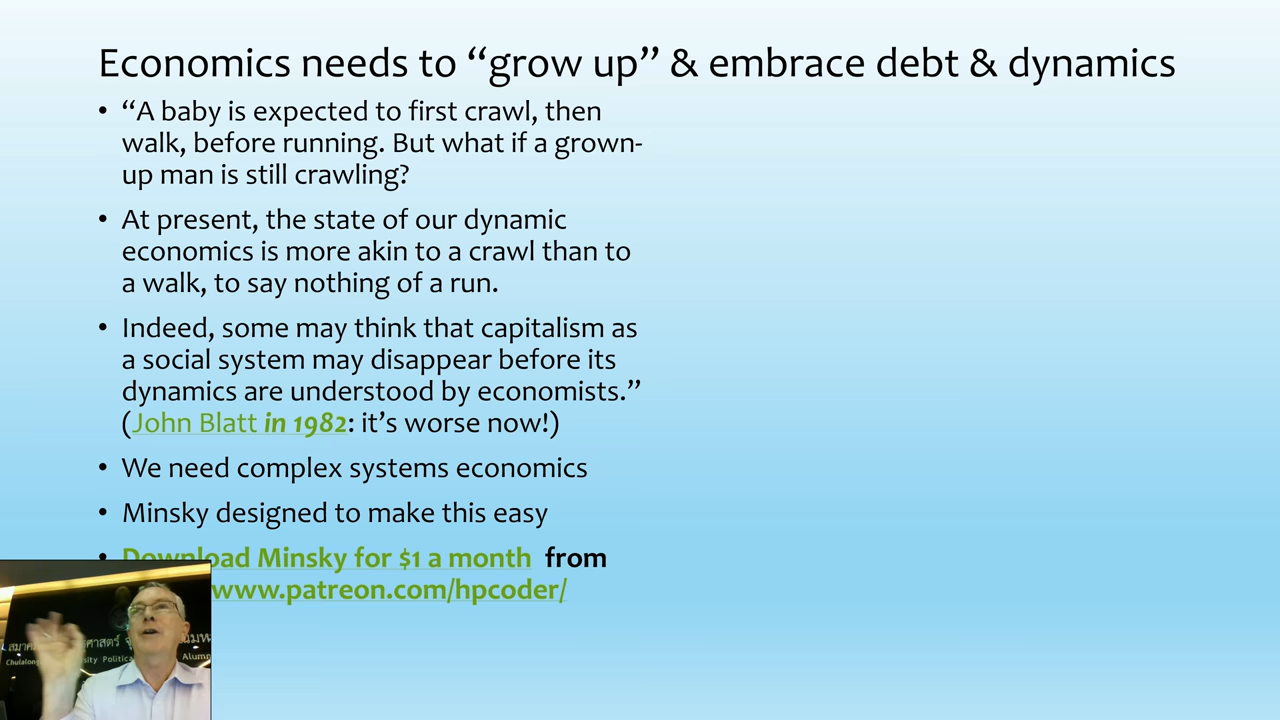 Economics needs to “grow up” & embrace debt & dynamics
• “A baby is expected to first crawl, then
walk, before running. But what if a grown-
up man is still crawling?
• At present, the state of our dynamic
economics is more akin to a crawl than to
a walk, to say nothing of a run.
• Indeed, some may think that capitalism as
a social system may disappear before its
dynamics are understood by economists.”
(John Blatt in 1982: it’s worse now!)
• We need complex systems economics
• Minsky designed to make this easy
• Download Minsky for $1 a month from
www.patreon.com/hpcoder/
Politica
Alumn